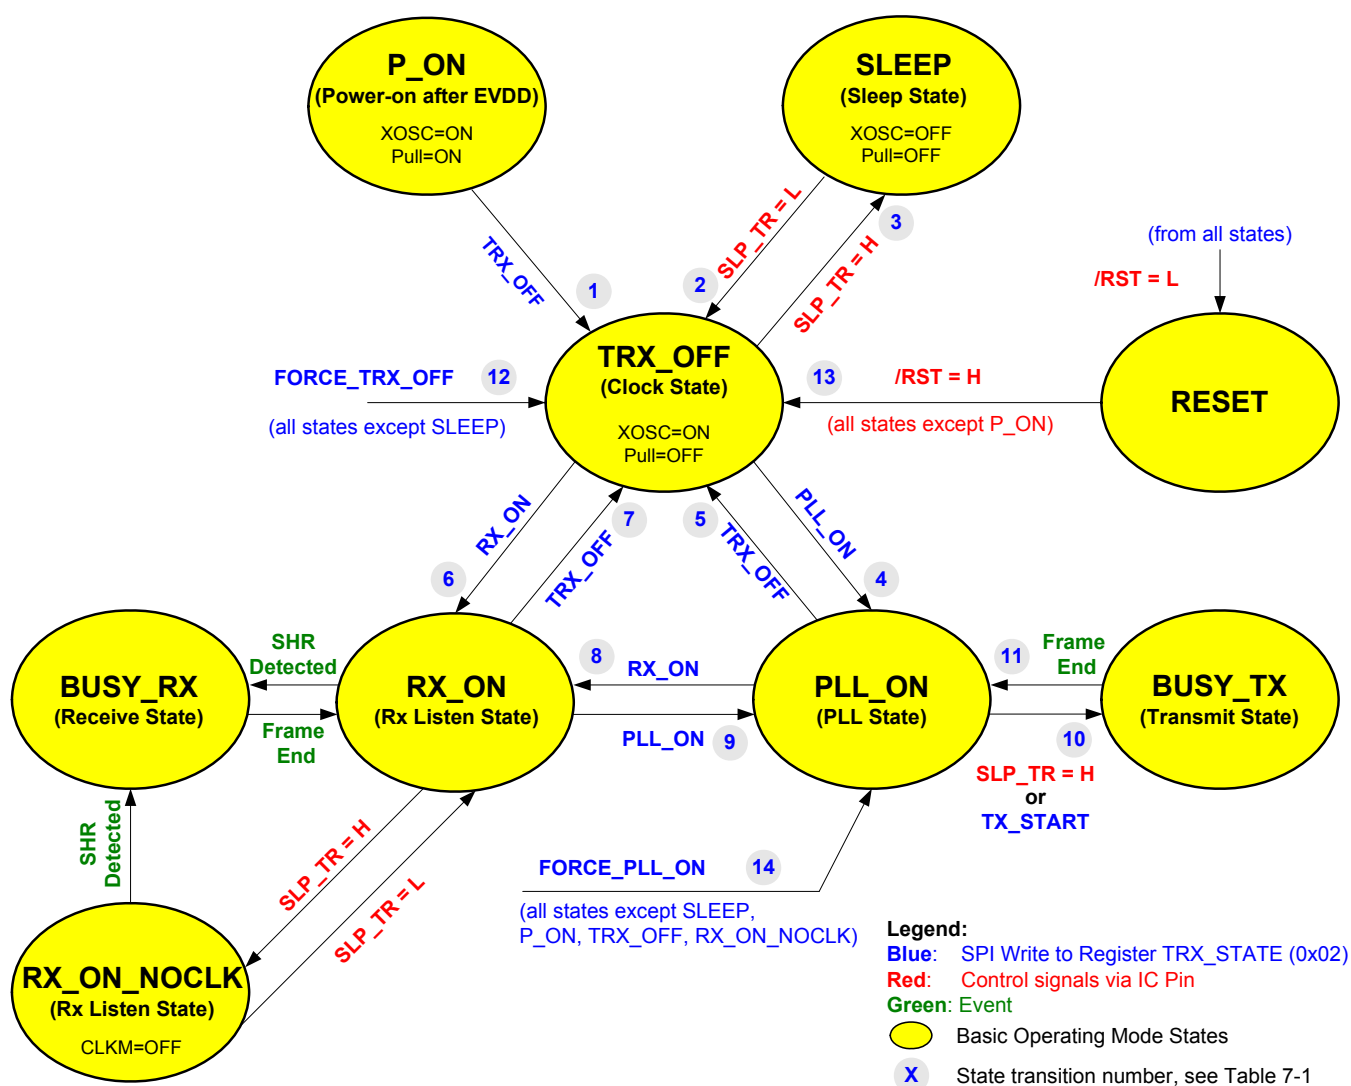 P_ON
(Power-on after EVDD)
XOSC=ON
Pull=ON
SLEEP
(Sleep State)
XOSC=OFF
Pull=OFF
TRX_OFF
1
SLP_TR = L
2
SLP_TR = H
3
(from all states)
/RST = L
RESET
FORCE_TRX_OFF
12
(all states except SLEEP)
TRX_OFF
(Clock State)
XOSC=ON
Pull=OFF
13
/RST = H
(all states except P_ON)
RX_ON
6
TRX_OFF
7
5
TRX_OFF
PLL_ON
4
BUSY_RX
(Receive State)
SHR
Detected
Frame
End
RX_ON
(Rx Listen State)
8
RX_ON
PLL_ON
9
PLL_ON
(PLL State)
11
Frame
End
10
SLP_TR = H
or
TX_START
BUSY_TX
(Transmit State)
SHR
Detected
SLP_TR = H
SLP_TR = L
RX_ON_NOCLK
(Rx Listen State)
CLKM=OFF
FORCE_PLL_ON
14
(all states except SLEEP,
P_ON, TRX_OFF, RX_ON_NOCLK)
Legend:
Blue: SPI Write to Register TRX_STATE (0x02)
Red: Control signals via IC Pin
Green: Event
Basic Operating Mode States
X State transition number, see Table 7-1